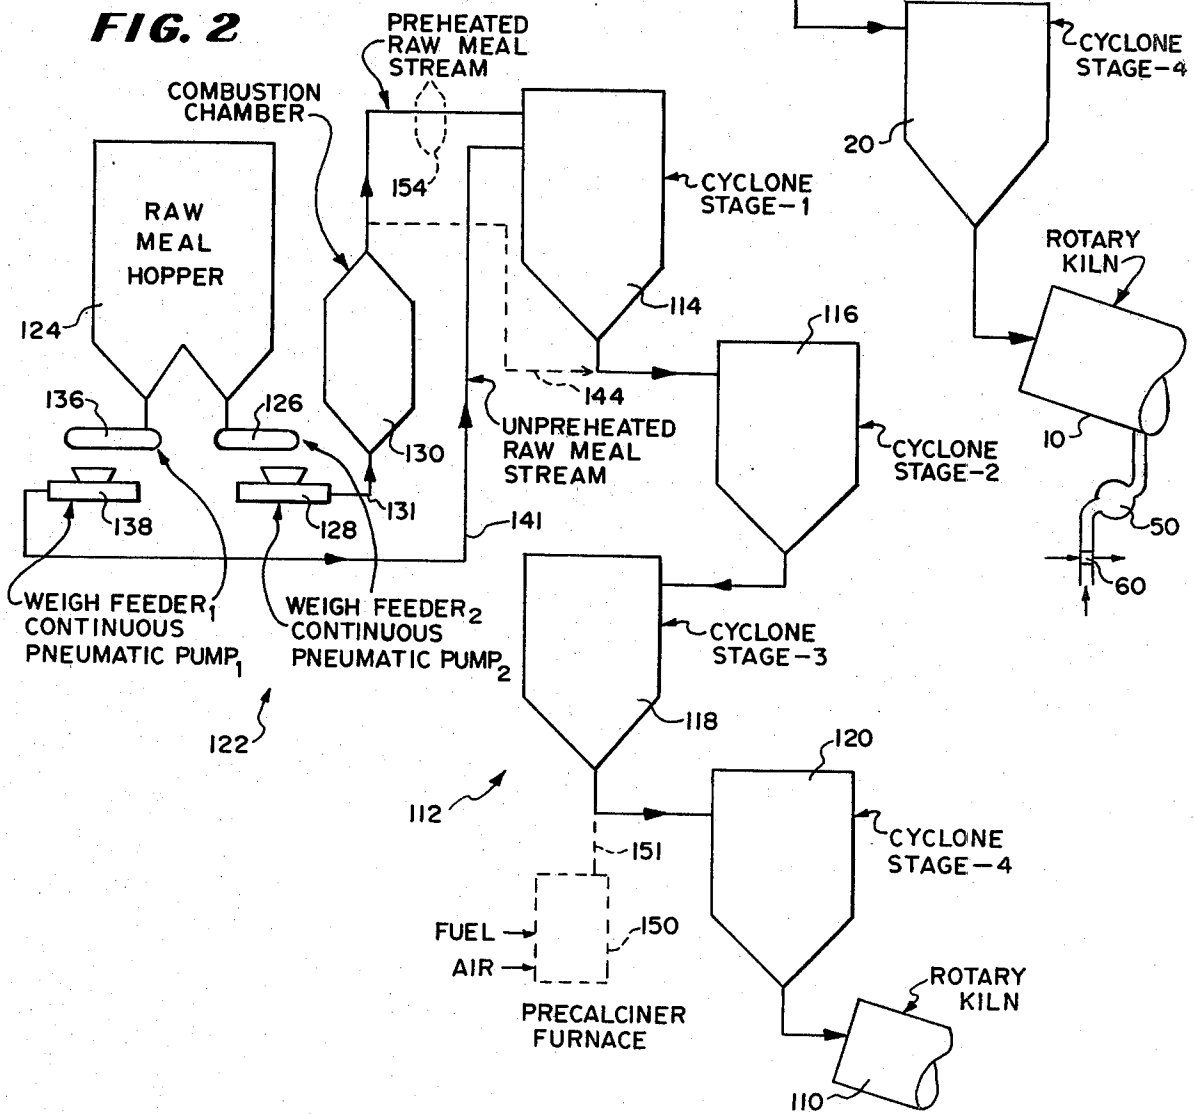 FIG. 2
PREHEATED
RAW MEAL
STREAM
COMBUSTION
CHAMBER
154
RAW
MEAL
HOPPER
124
CYCLONE
STAGE-1
114
CYCLONE
STAGE-4
20
ROTARY
KILN
10
50
60
116
144
136
126
130
UNPREHEATED
RAW MEAL
STREAM
CYCLONE
STAGE-2
138
128
131
141
WEIGH FEEDER1
CONTINUOUS
PNEUMATIC PUMP1
WEIGH FEEDER2
CONTINUOUS
PNEUMATIC PUMP2
CYCLONE
STAGE-3
118
122
112
120
151
CYCLONE
STAGE-4
FUEL
AIR
150
PRECALCINER
FURNACE
ROTARY
KILN
110